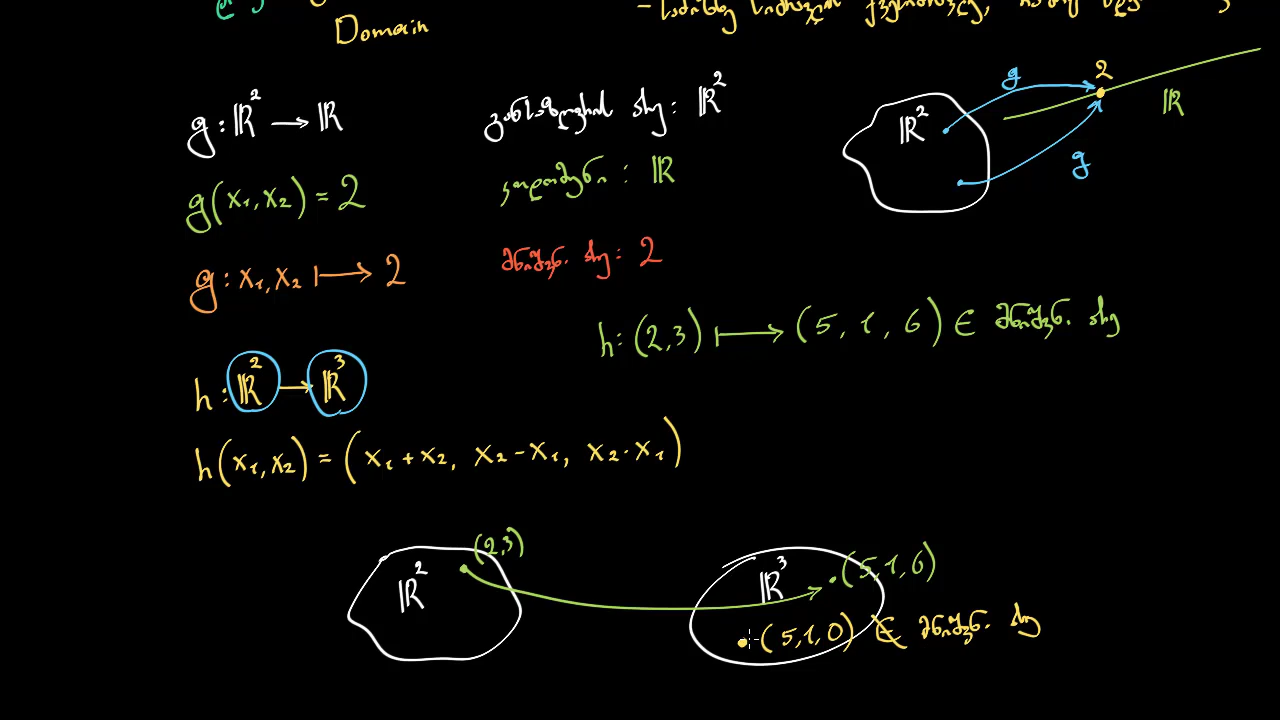 Domain
g: ℝ² → ℝ
განსაზღვრის არე: ℝ²
g(x₁, x₂) = 2
კოდომენი: ℝ
g: x₁, x₂ ↦ 2
მნიშვნ. არე: 2
ℝ²
g
2
ℝ
g
h: (2,3) ↦ (5, 1, 6) ∈ მნიშვნ. არე
h: ℝ² → ℝ³
h(x₁, x₂) = (x₁ + x₂, x₂ - x₁, x₂ · x₁)
ℝ²
(2,3)
ℝ³
(5,1,6)
(5,1,0) ∉ მნიშვნ. არე